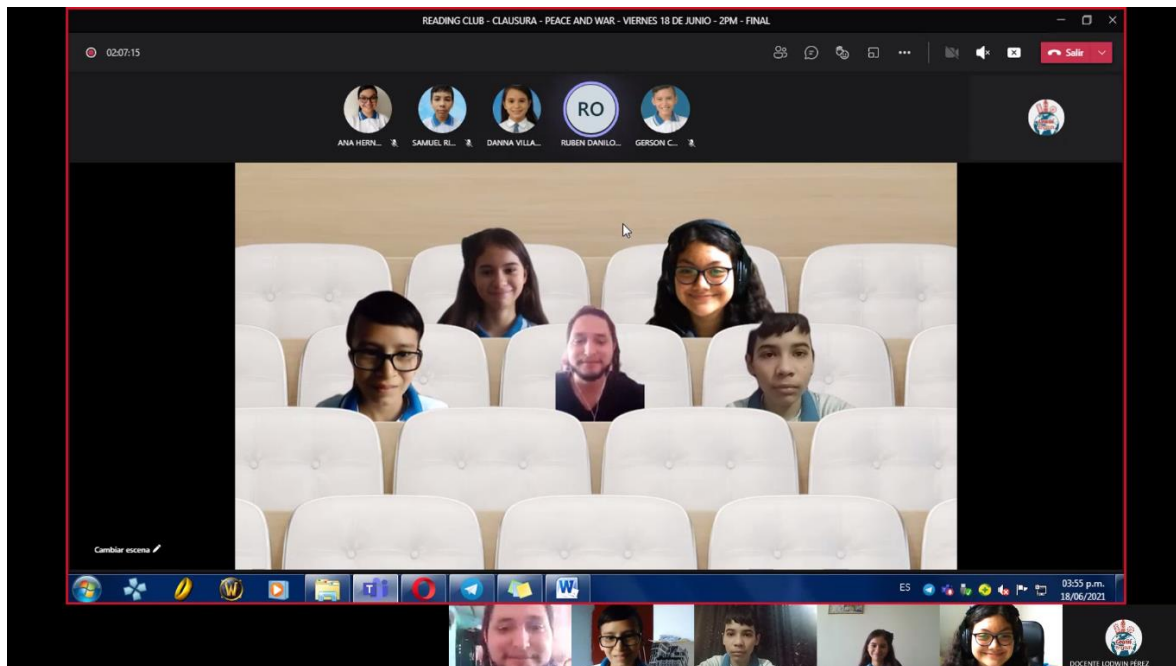 READING CLUB - CLAUSURA - PEACE AND WAR - VIERNES 18 DE JUNIO - 2PM - FINAL
02:07:15
Salir
RO
ANA HERN...
SAMUEL RI...
DANNA VILLA...
RUBEN DANILO...
GERSON C...
Cambiar escena
ES
03:55 p.m.
18/06/2021
DOCENTE LODWIN PÉREZ